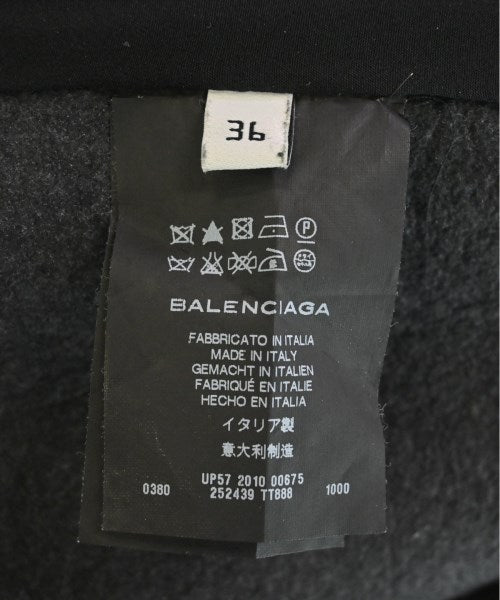 36
P
BALENCIAGA
FABBRICATO IN ITALIA
MADE IN ITALY
GEMACHT IN ITALIEN
FABRIQUÉ EN ITALIE
HECHO EN ITALIA
イタリア製
意大利制造
UP57 2010 00675
0380 252439 TT888 1000